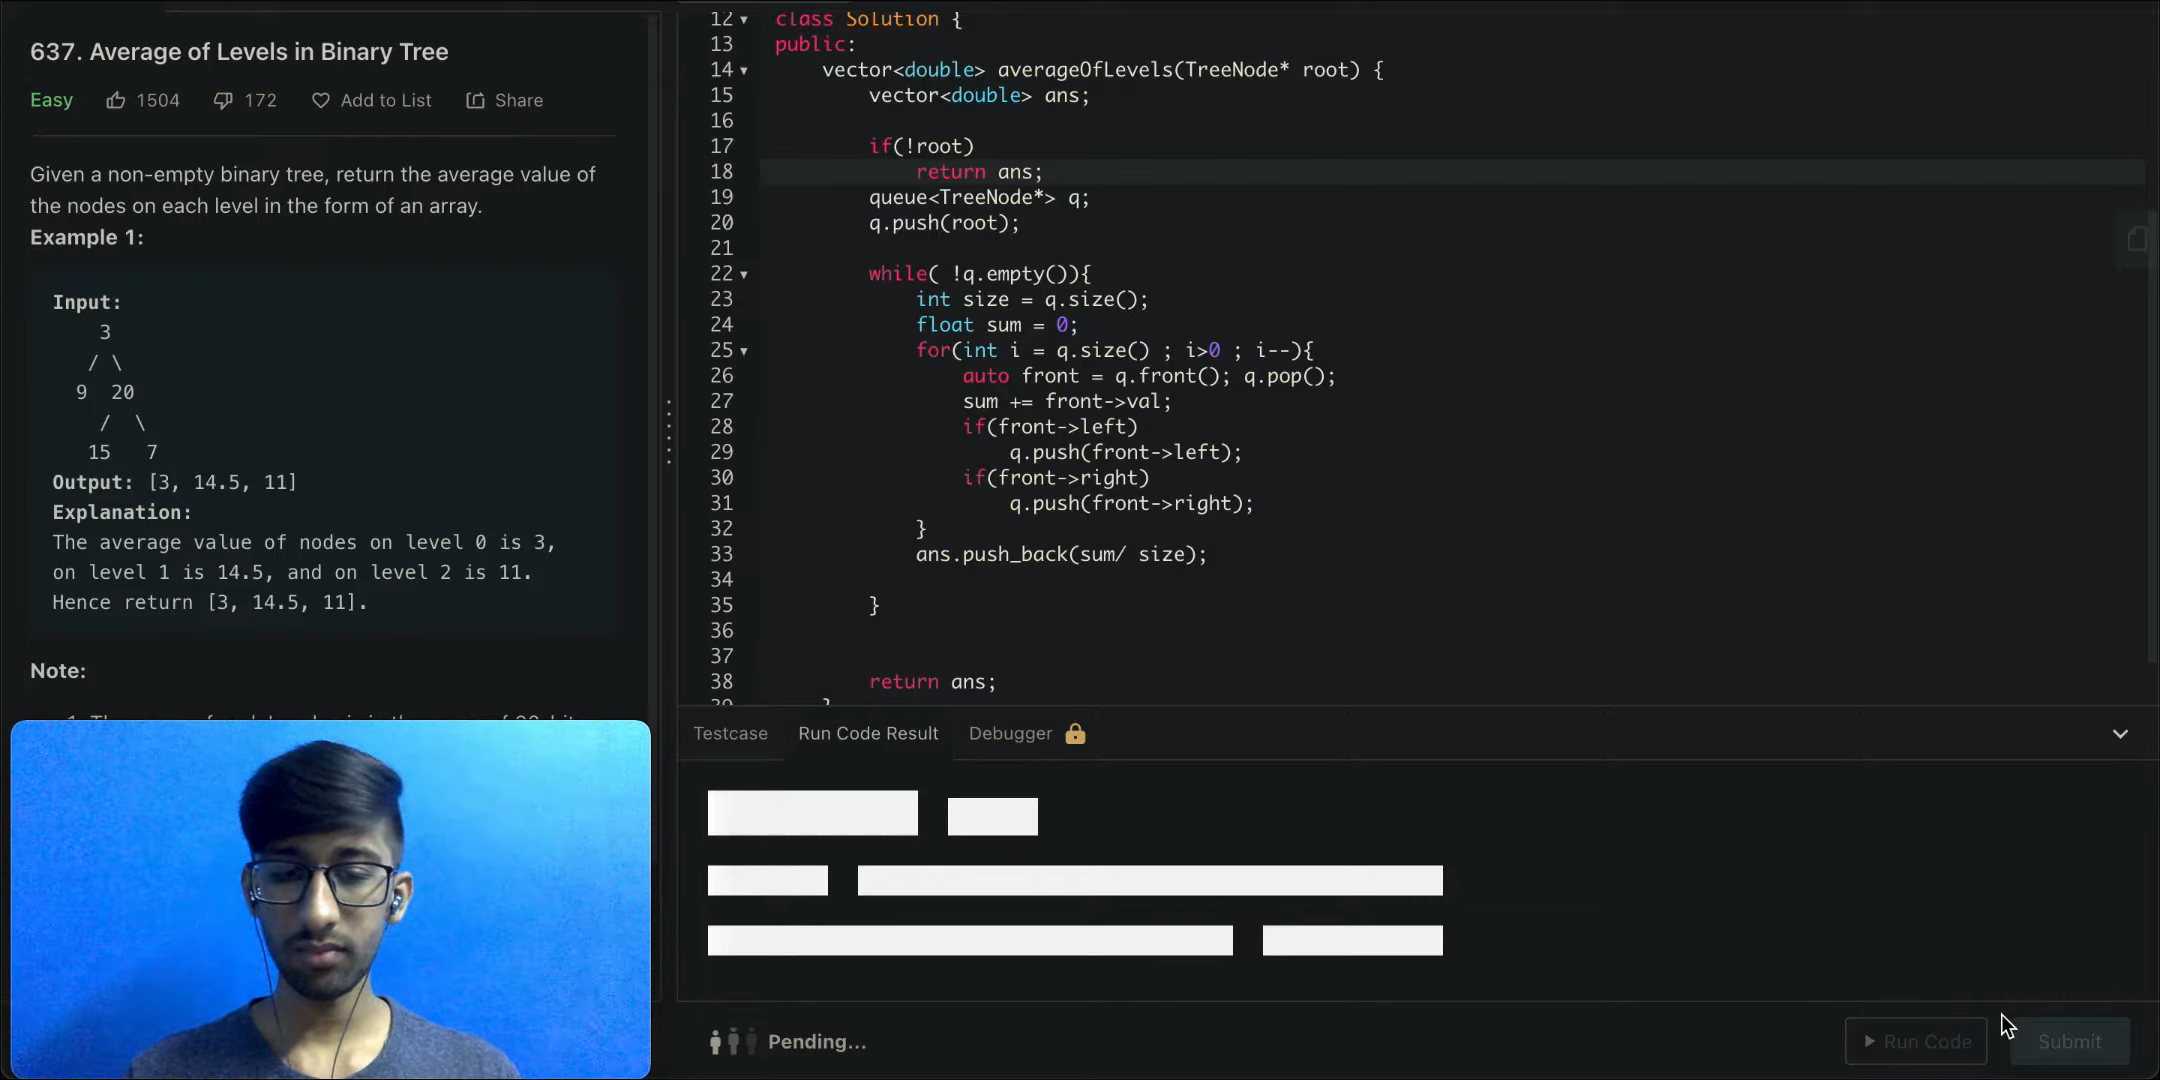 637. Average of Levels in Binary Tree
Easy 1504 172 Add to List Share
Given a non-empty binary tree, return the average value of
the nodes on each level in the form of an array.
Example 1:
Input:
3
/ \
9 20
/ \
15 7
Output: [3, 14.5, 11]
Explanation:
The average value of nodes on level 0 is 3,
on level 1 is 14.5, and on level 2 is 11.
Hence return [3, 14.5, 11].
Note:
12 class Solution {
13 public:
14 vector<double> averageOfLevels(TreeNode* root) {
15 vector<double> ans;
16
17 if(!root)
18 return ans;
19 queue<TreeNode*> q;
20 q.push(root);
21
22 while( !q.empty()){
23 int size = q.size();
24 float sum = 0;
25 for(int i = q.size() ; i>0 ; i--){
26 auto front = q.front(); q.pop();
27 sum += front->val;
28 if(front->left)
29 q.push(front->left);
30 if(front->right)
31 q.push(front->right);
32 }
33 ans.push_back(sum/ size);
34
35 }
36
37
38 return ans;
Testcase Run Code Result Debugger
Pending...
Run Code Submit